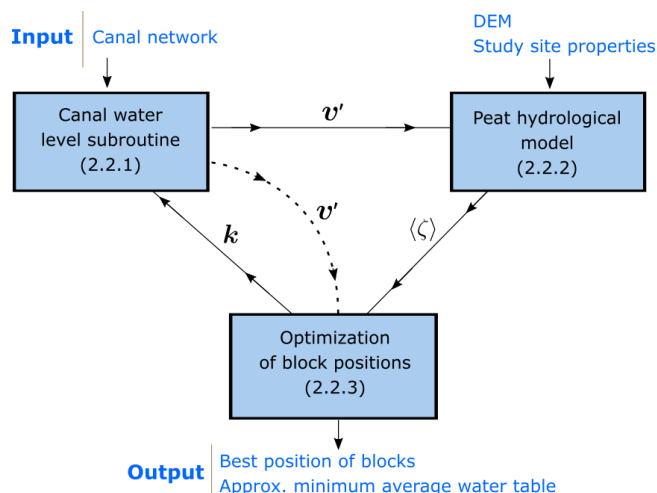 Input
Canal network
DEM
Study site properties
Canal water
level subroutine
(2.2.1)
v′
Peat hydrological
model
(2.2.2)
v′
k
⟨ζ⟩
Optimization
of block positions
(2.2.3)
Output
Best position of blocks
Approx. minimum average water table